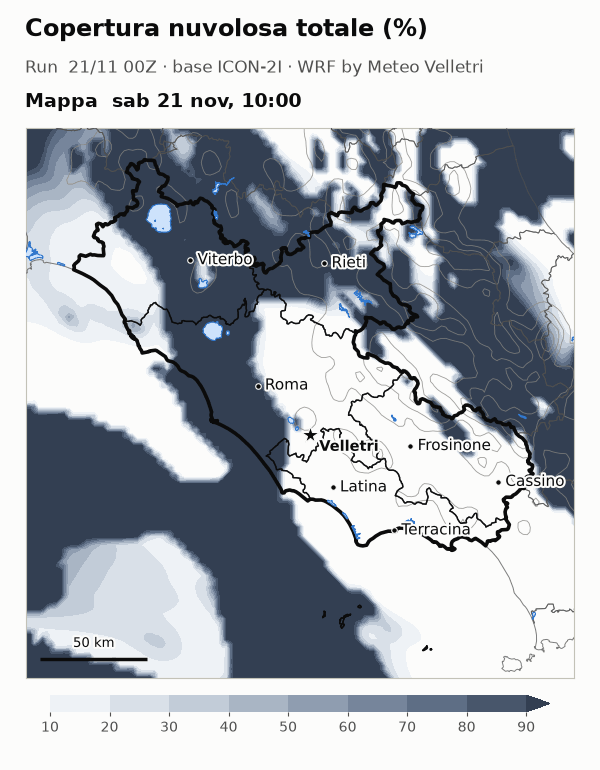 Copertura nuvolosa totale (%)
Run  21/11 00Z · base ICON-2I · WRF by Meteo Velletri
Mappa  sab 21 nov, 10:00
Viterbo
Rieti
Roma
Velletri
Frosinone
Cassino
Latina
Terracina
50 km
10 20 30 40 50 60 70 80 90